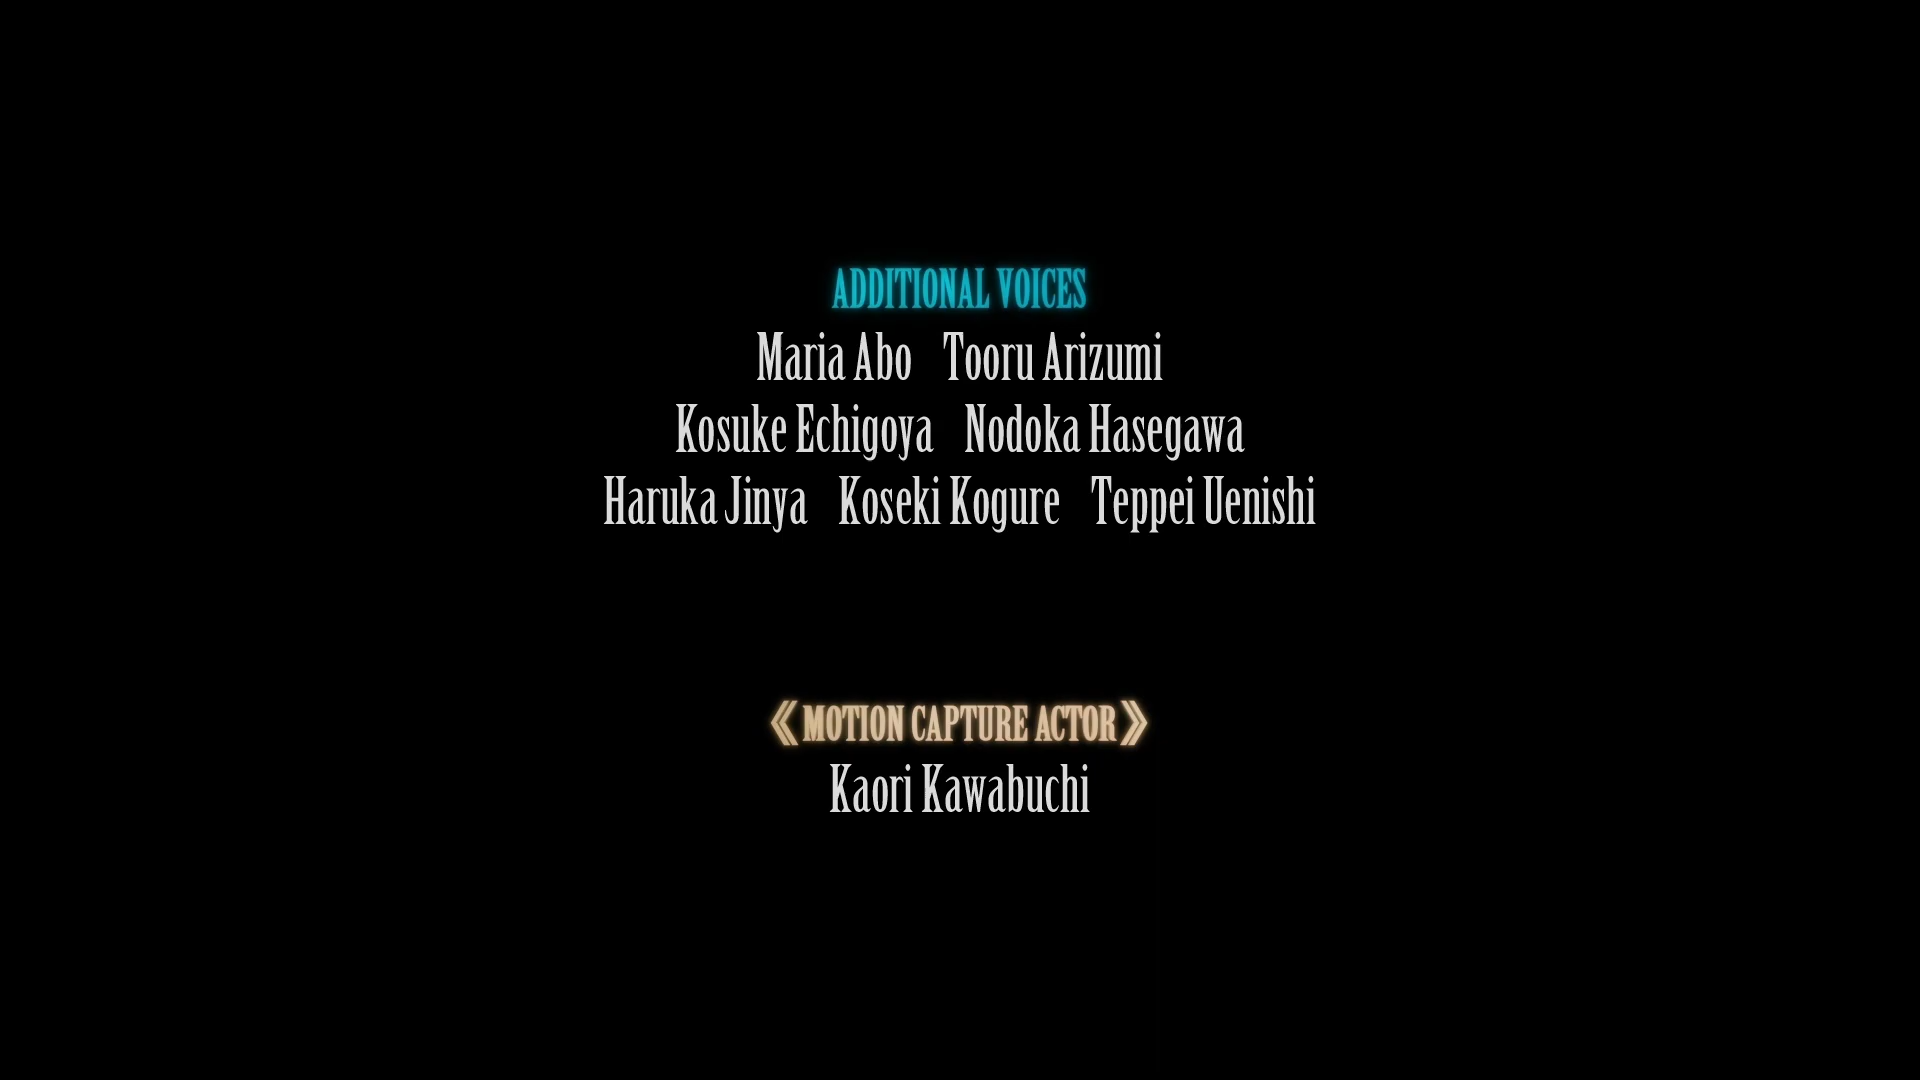 ADDITIONAL VOICES
Maria Abo Tooru Arizumi
Kosuke Echigoya Nodoka Hasegawa
Haruka Jinya Koseki Kogure Teppei Uenishi
《MOTION CAPTURE ACTOR》
Kaori Kawabuchi